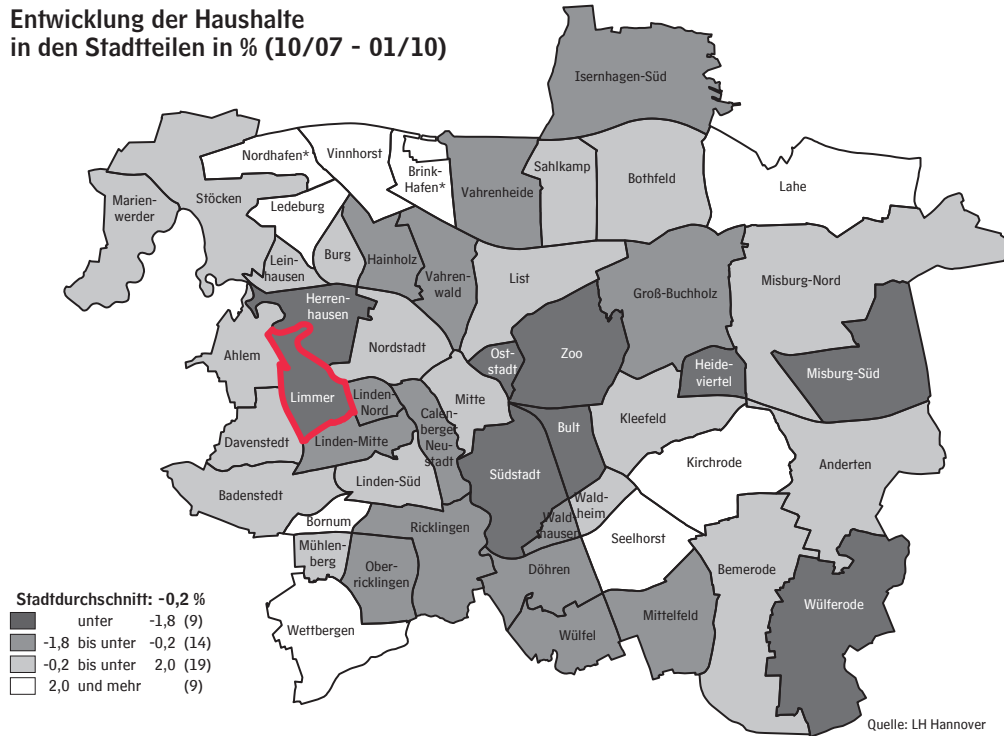 Entwicklung der Haushalte
in den Stadtteilen in % (10/07 - 01/10)
Isernhagen-Süd
Nordhafen*
Vinnhorst
Brink-
Hafen*
Vahrenheide
Sahlkamp
Bothfeld
Lahe
Marien-
werder
Stöcken
Ledeburg
Lein-
hausen
Burg
Hainholz
Vahren-
wald
List
Groß-Buchholz
Misburg-Nord
Herren-
hausen
Nordstadt
Ahlem
Ost-
stadt
Zoo
Heide-
viertel
Misburg-Süd
Limmer
Linden-
Nord
Calen-
berger
Neu-
stadt
Mitte
Kleefeld
Bult
Davenstedt
Linden-Mitte
Südstadt
Kirchrode
Anderten
Badenstedt
Linden-Süd
Wald-
heim
Wald-
hausen
Bornum
Ricklingen
Seelhorst
Mühlen-
berg
Ober-
ricklingen
Döhren
Bemerode
Wülferode
Mittelfeld
Wülfel
Wettbergen
Stadtdurchschnitt: -0,2 %
unter -1,8 (9)
-1,8 bis unter -0,2 (14)
-0,2 bis unter 2,0 (19)
2,0 und mehr (9)
Quelle: LH Hannover